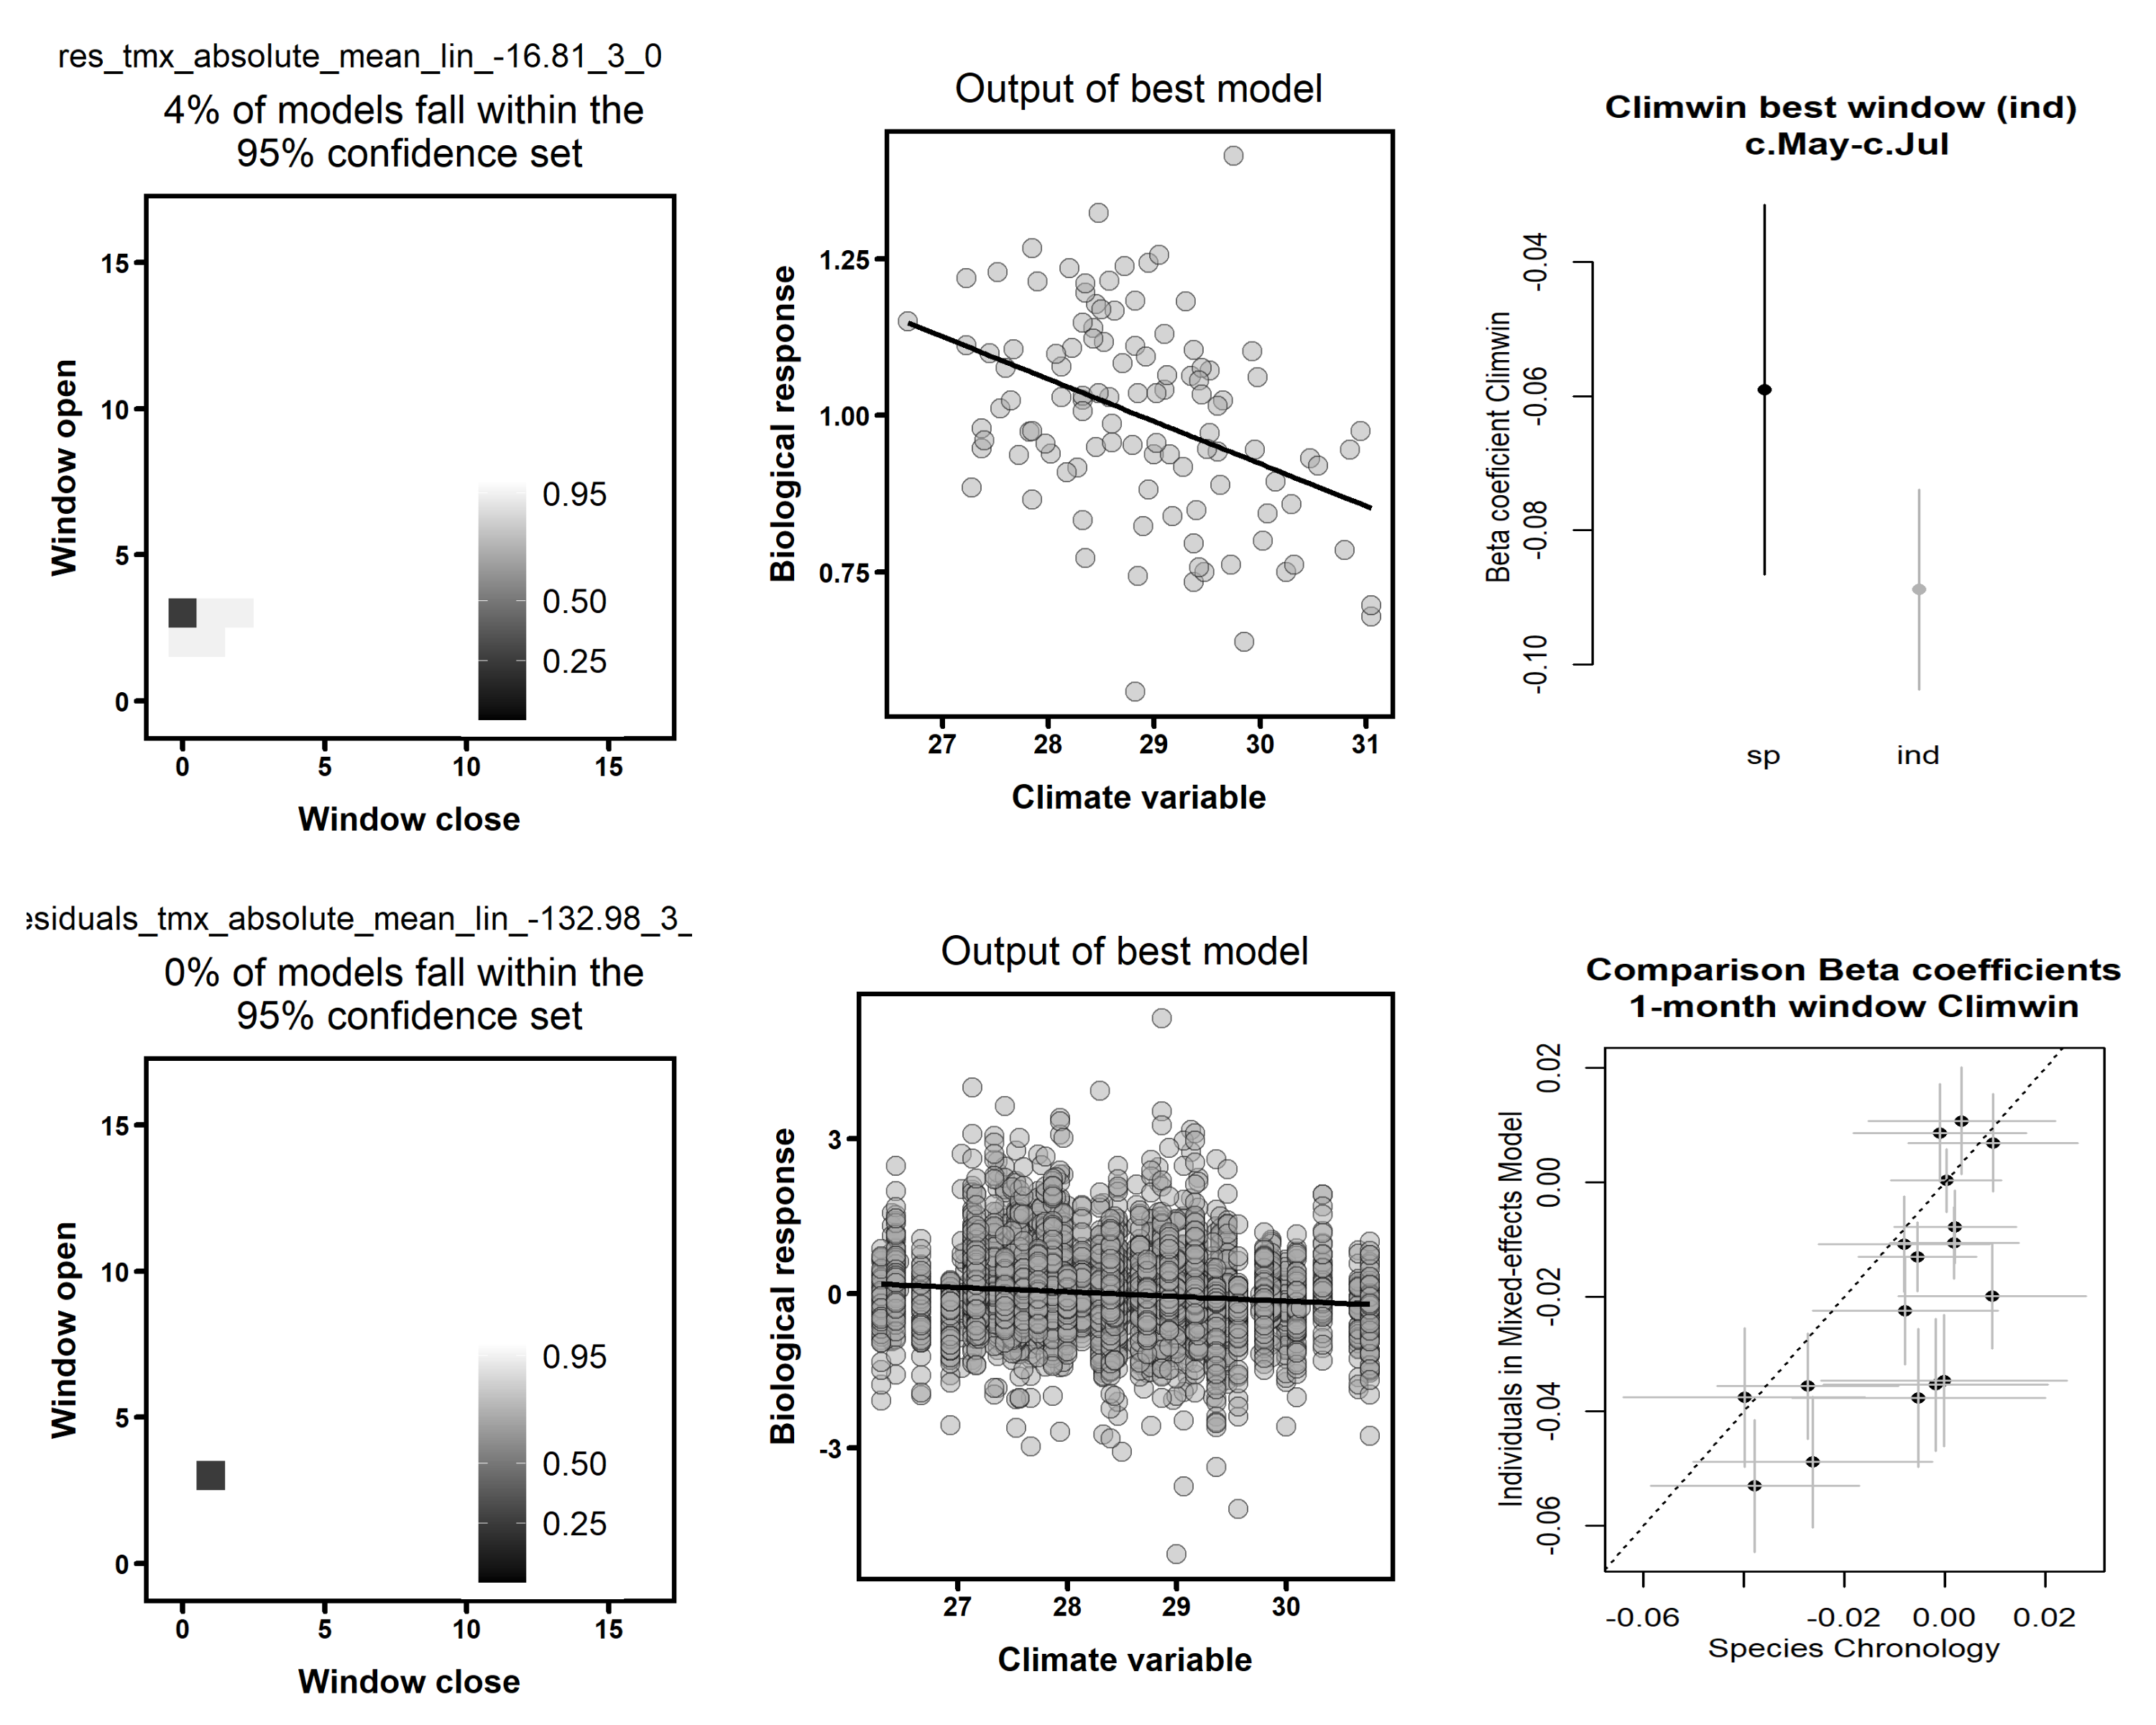 res_tmx_absolute_mean_lin_-16.81_3_0
4% of models fall within the
95% confidence set
Window open
15
10
5
0
0.95
0.50
0.25
0 5 10 15
Window close
Output of best model
Biological response
1.25
1.00
0.75
27 28 29 30 31
Climate variable
Climwin best window (ind)
c.May-c.Jul
Beta coefficient Climwin
-0.04
-0.06
-0.08
-0.10
sp ind
esiduals_tmx_absolute_mean_lin_-132.98_3_
0% of models fall within the
95% confidence set
Window open
15
10
5
0
0.95
0.50
0.25
0 5 10 15
Window close
Output of best model
Biological response
3
0
-3
27 28 29 30
Climate variable
Comparison Beta coefficients
1-month window Climwin
Individuals in Mixed-effects Model
0.02
0.00
-0.02
-0.04
-0.06
-0.06 -0.02 0.00 0.02
Species Chronology